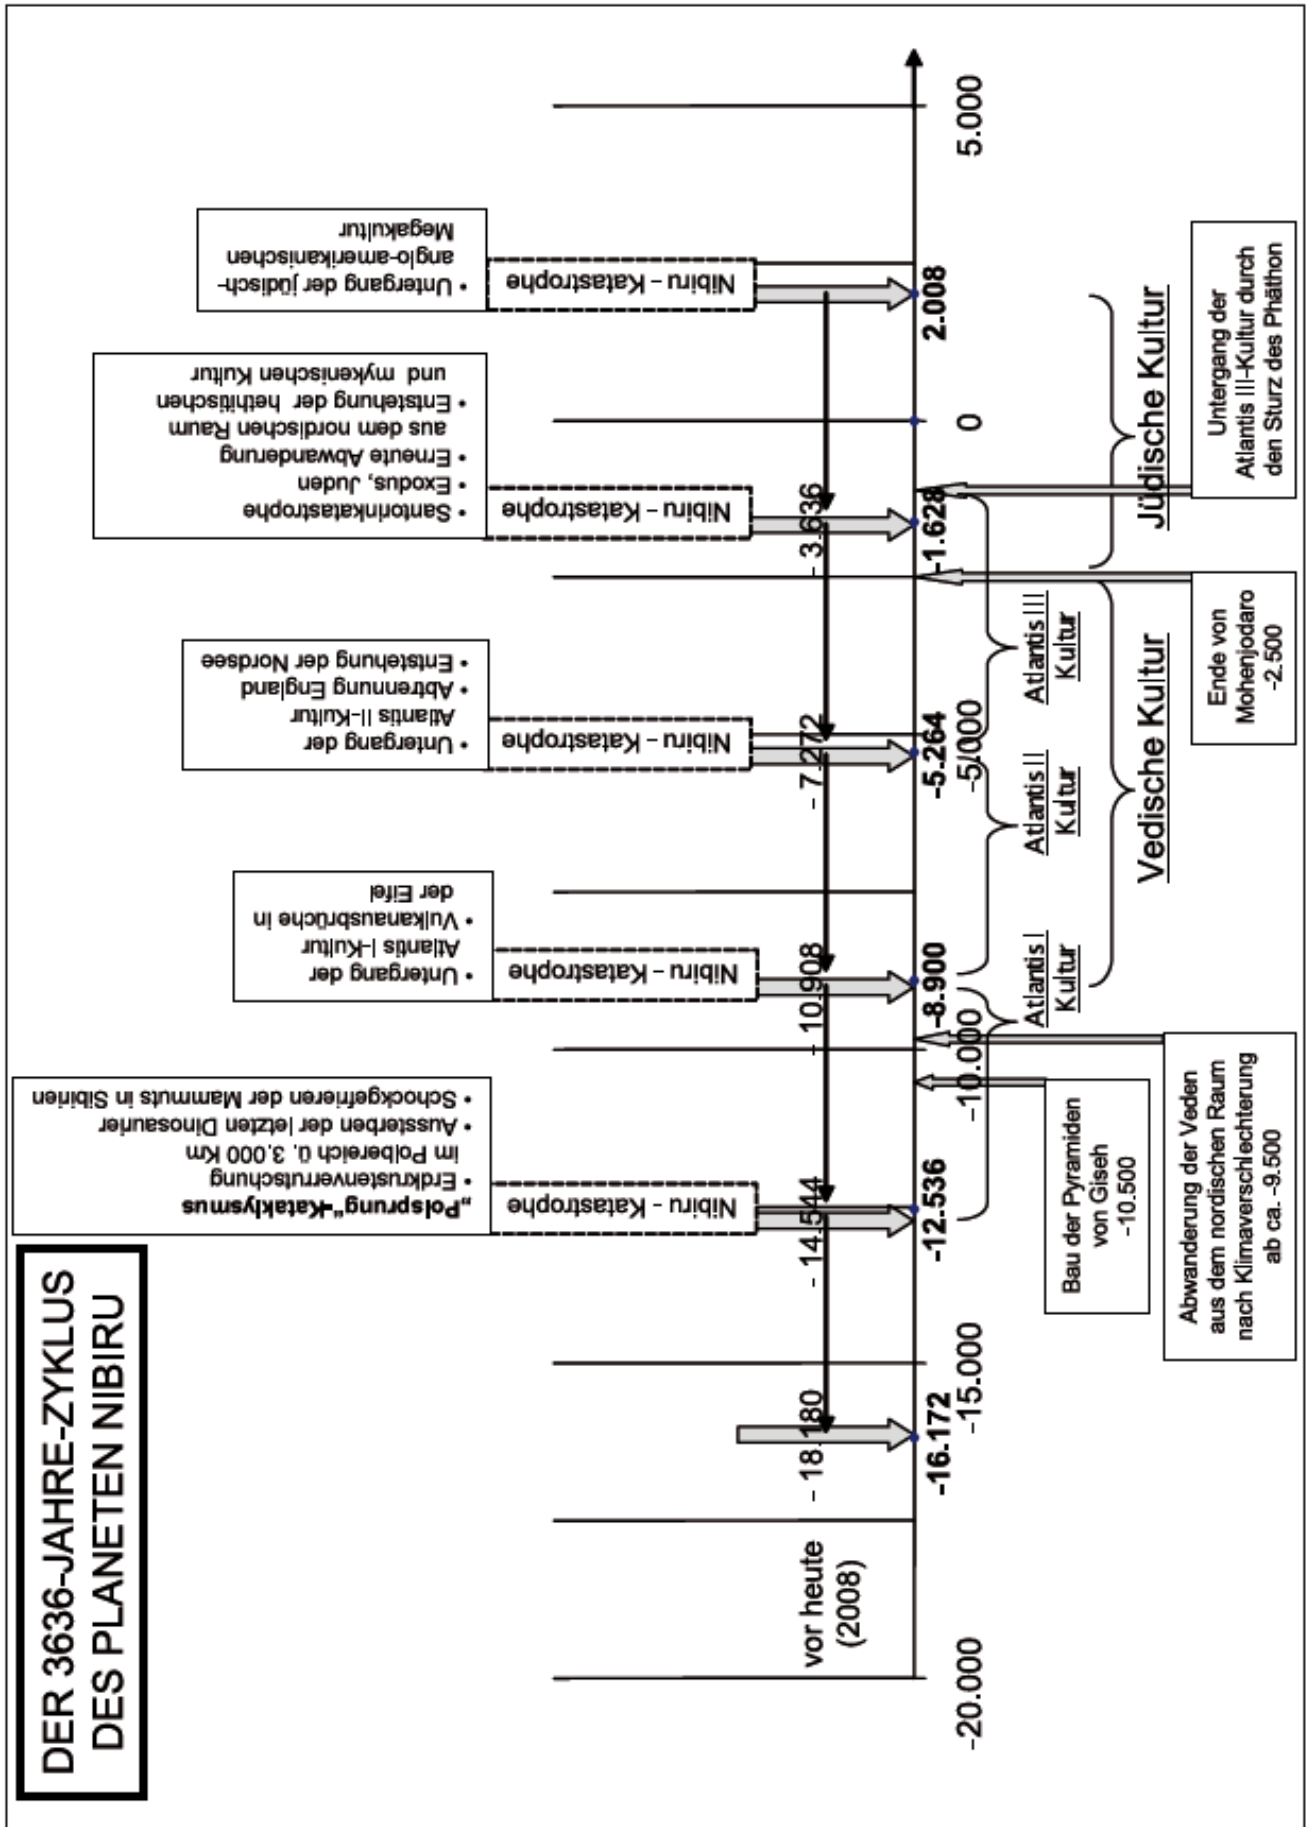 DER 3636-JAHRE-ZYKLUS
DES PLANETEN NIBIRU
„Polsprung“-Kataklysmus
• Erdkrustenverrutschung
im Polbereich ü. 3.000 Km
• Aussterben der letzten Dinosaurier
• Schockgefrieren der Mammuts in Sibirien
Nibiru – Katastrophe
• Untergang der
Atlantis I-Kultur
• Vulkanausbrüche in
der Eifel
Nibiru – Katastrophe
• Untergang der
Atlantis II-Kultur
• Abtrennung England
• Entstehung der Nordsee
Nibiru – Katastrophe
• Santorinkatastrophe
• Exodus, Juden
• Erneute Abwanderung
aus dem nordischen Raum
• Entstehung der hethitischen
und mykenischen Kultur
Nibiru – Katastrophe
• Untergang der jüdisch-
anglo-amerikanischen
Megakultur
Nibiru – Katastrophe
vor heute
(2008)
- 18.180
- 14.544
- 10.908
- 7.272
- 3.636
-16.172
-12.536
-8.900
-5.264
-1.628
2.008
-20.000
-15.000
-10.000
-5.000
0
5.000
Atlantis I
Kultur
Atlantis II
Kultur
Atlantis III
Kultur
Vedische Kultur
Jüdische Kultur
Bau der Pyramiden
von Giseh
-10.500
Abwanderung der Veden
aus dem nordischen Raum
nach Klimaverschlechterung
ab ca. -9.500
Ende von
Mohenjodaro
-2.500
Untergang der
Atlantis III-Kultur durch
den Sturz des Phäthon